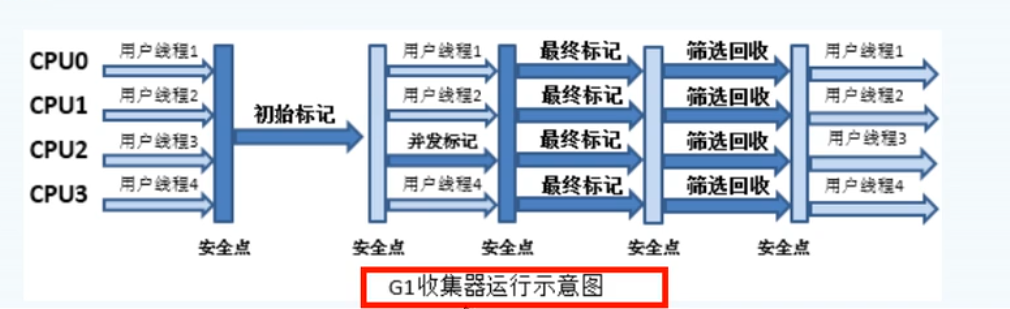 CPU0 用户线程1 用户线程1 最终标记 筛选回收 用户线程1
CPU1 用户线程2 初始标记 用户线程2 最终标记 筛选回收 用户线程2
CPU2 用户线程3 并发标记 最终标记 筛选回收 用户线程3
CPU3 用户线程4 用户线程4 最终标记 筛选回收 用户线程4
安全点 安全点 安全点 安全点 安全点
G1收集器运行示意图